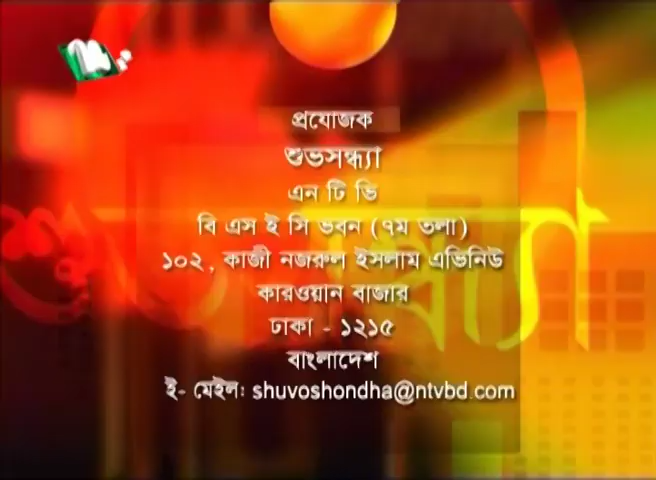 প্রযোজক
শুভসন্ধ্যা
এন টি ভি
বি এস ই সি ভবন (৭ম তলা)
১০২, কাজী নজরুল ইসলাম এভিনিউ
কারওয়ান বাজার
ঢাকা - ১২১৫
বাংলাদেশ
ই- মেইল: shuvoshondha@ntvbd.com